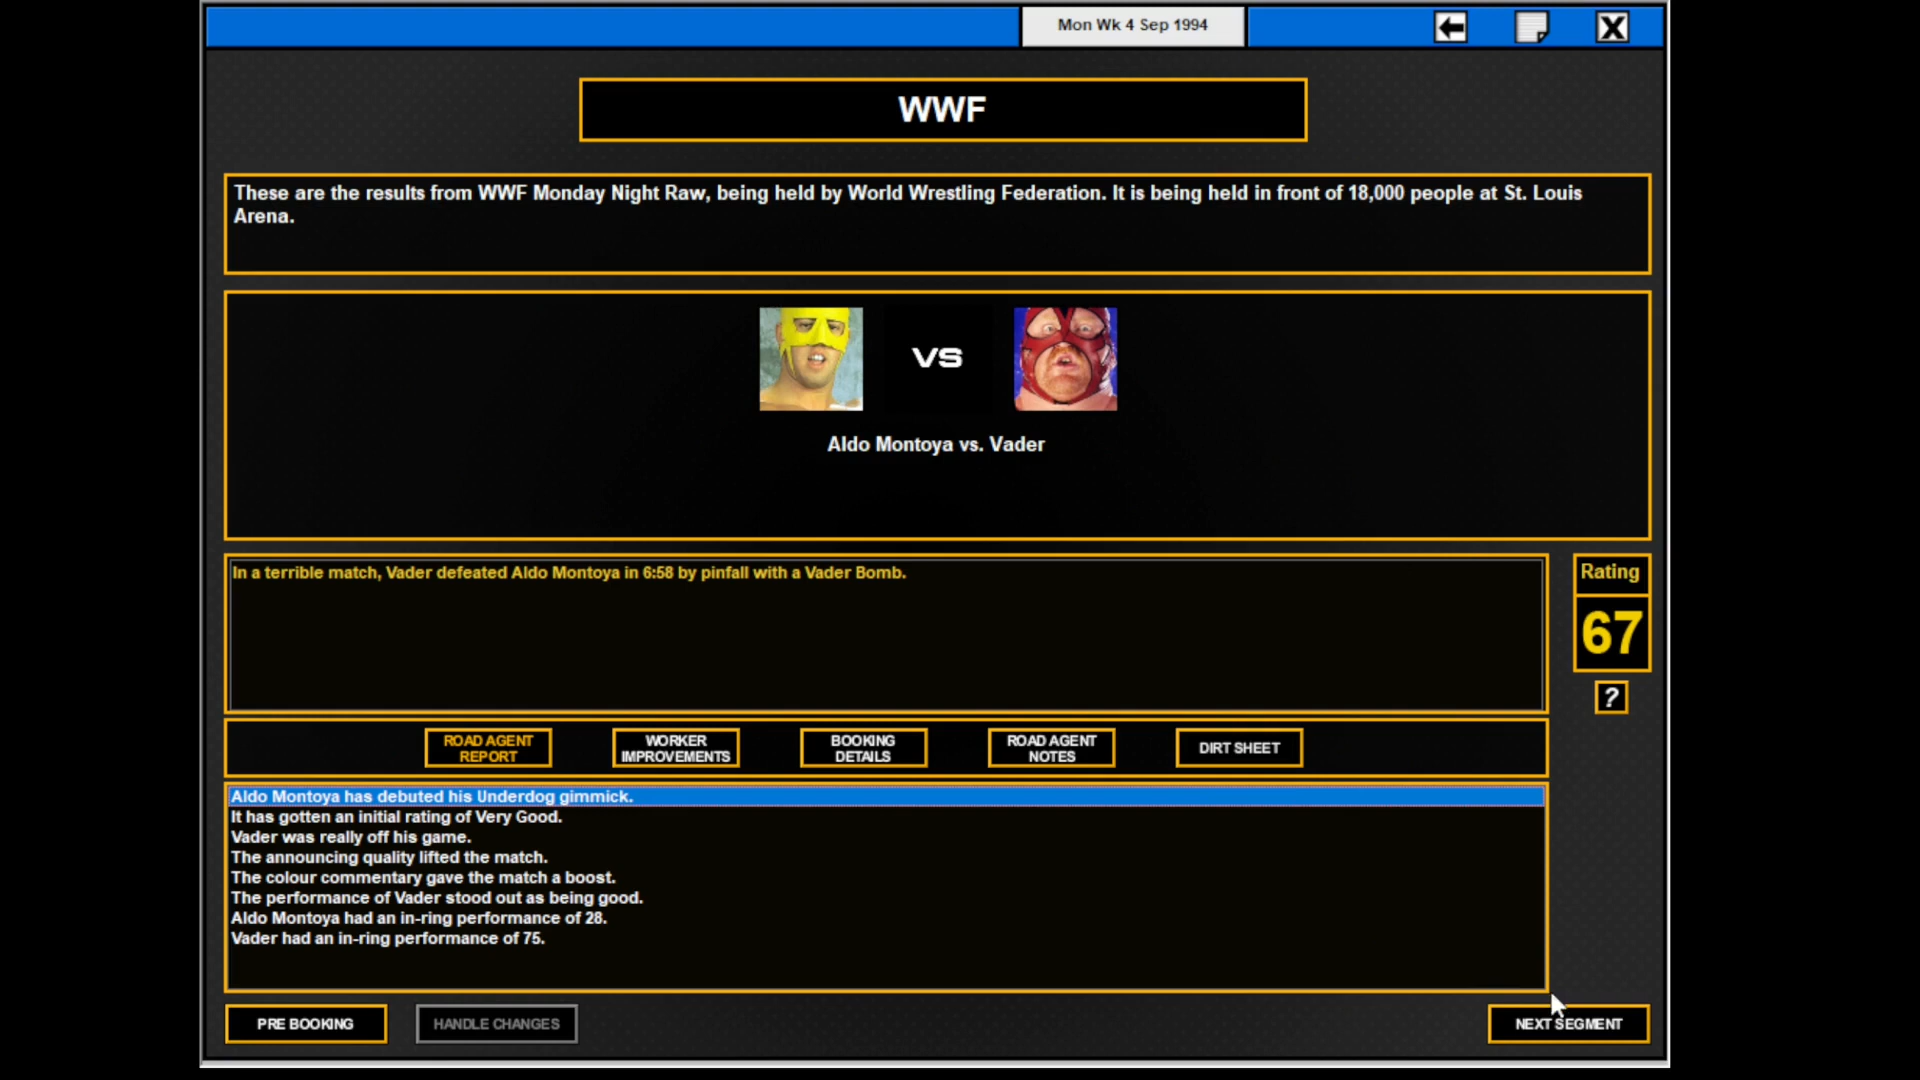 Mon Wk 4 Sep 1994
WWF
These are the results from WWF Monday Night Raw, being held by World Wrestling Federation. It is being held in front of 18,000 people at St. Louis
Arena.
VS
Aldo Montoya vs. Vader
In a terrible match, Vader defeated Aldo Montoya in 6:58 by pinfall with a Vader Bomb.
Rating
67
?
ROAD AGENT
REPORT
WORKER
IMPROVEMENTS
BOOKING
DETAILS
ROAD AGENT
NOTES
DIRT SHEET
Aldo Montoya has debuted his Underdog gimmick.
It has gotten an initial rating of Very Good.
Vader was really off his game.
The announcing quality lifted the match.
The colour commentary gave the match a boost.
The performance of Vader stood out as being good.
Aldo Montoya had an in-ring performance of 28.
Vader had an in-ring performance of 75.
PRE BOOKING
HANDLE CHANGES
NEXT SEGMENT